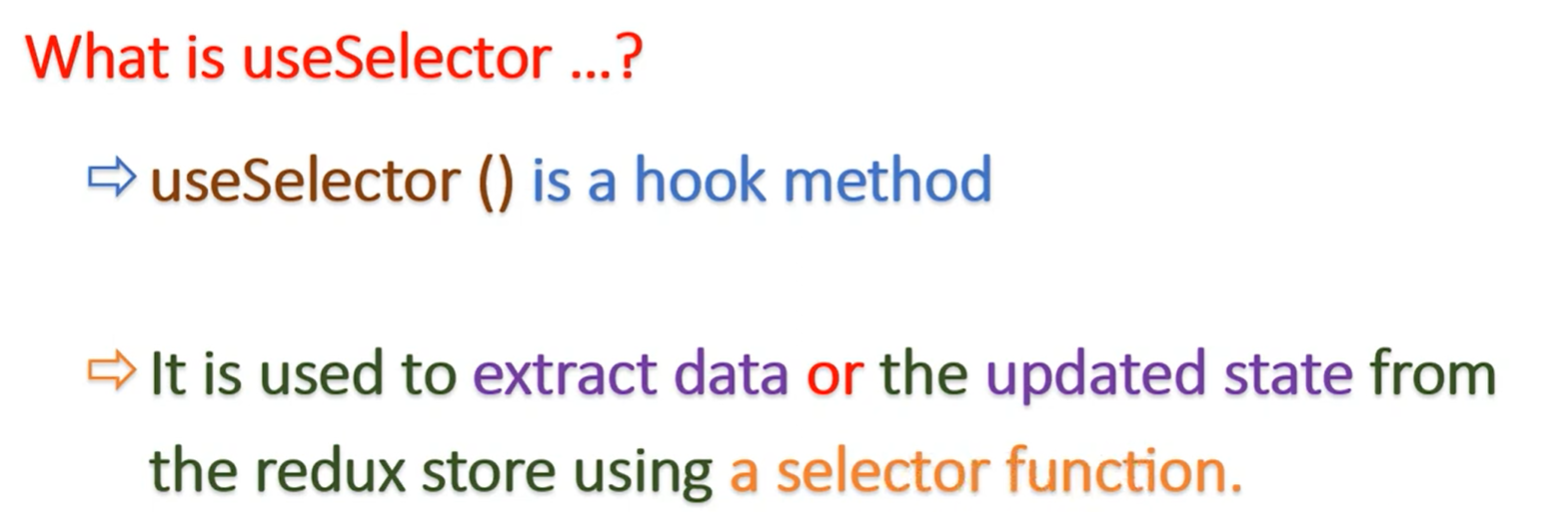 What is useSelector ...?
⇨ useSelector () is a hook method
⇨ It is used to extract data or the updated state from
the redux store using a selector function.